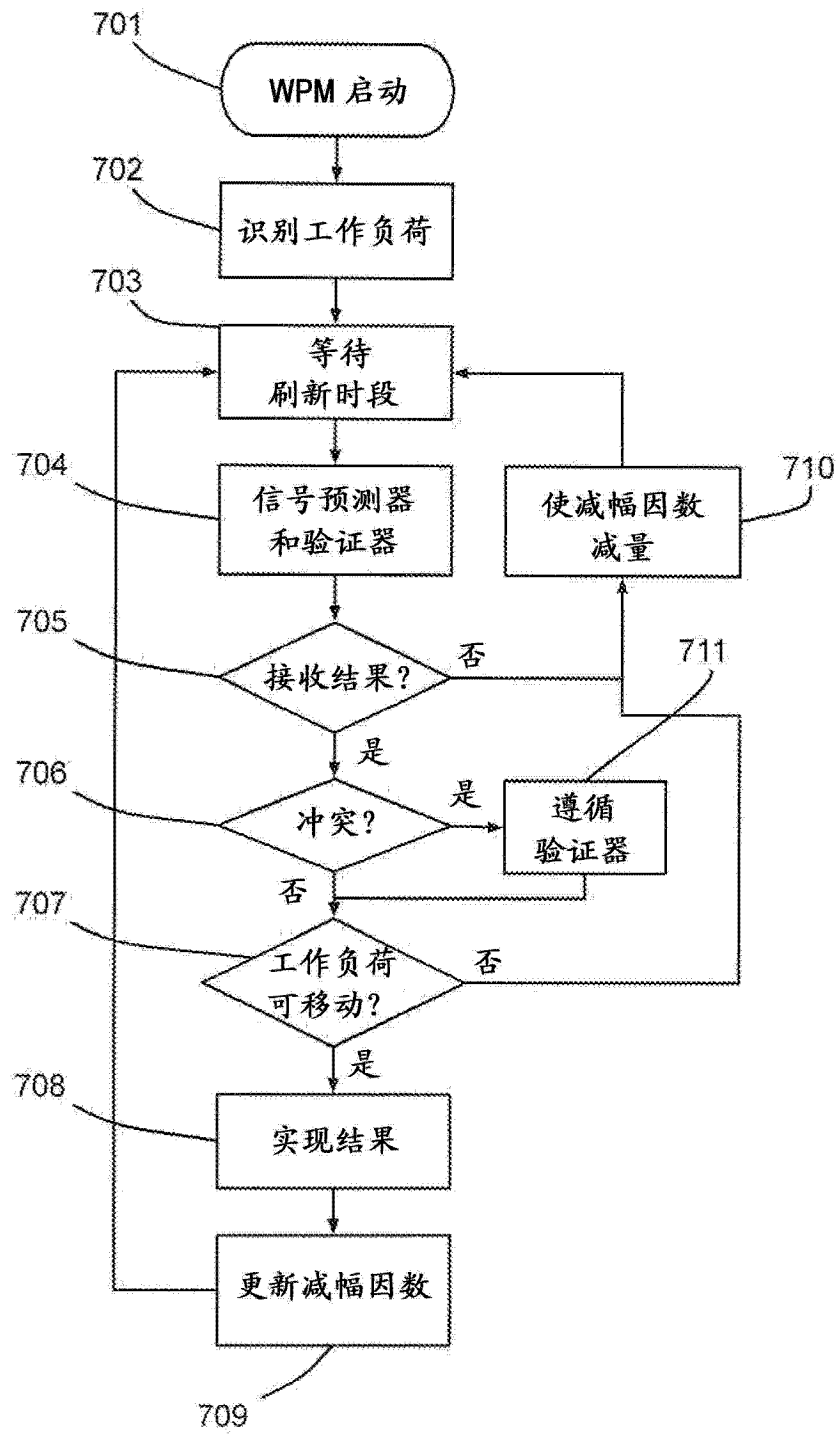 701
WPM 启动
702
识别工作负荷
703
等待
刷新时段
704
信号预测器
和验证器
710
使减幅因数
减量
705
接收结果?
否
是
711
706
冲突?
是
遵循
验证器
否
707
工作负荷
可移动?
否
是
708
实现结果
更新减幅因数
709